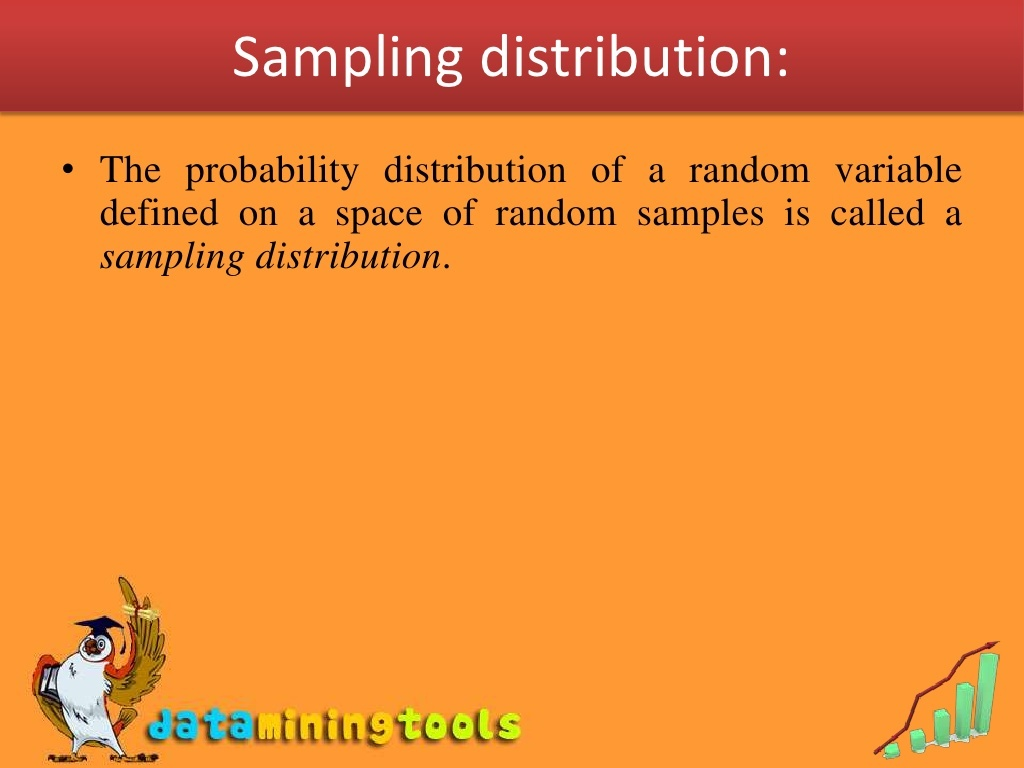 Sampling distribution:
• The probability distribution of a random variable
defined on a space of random samples is called a
sampling distribution.
dataminingtools